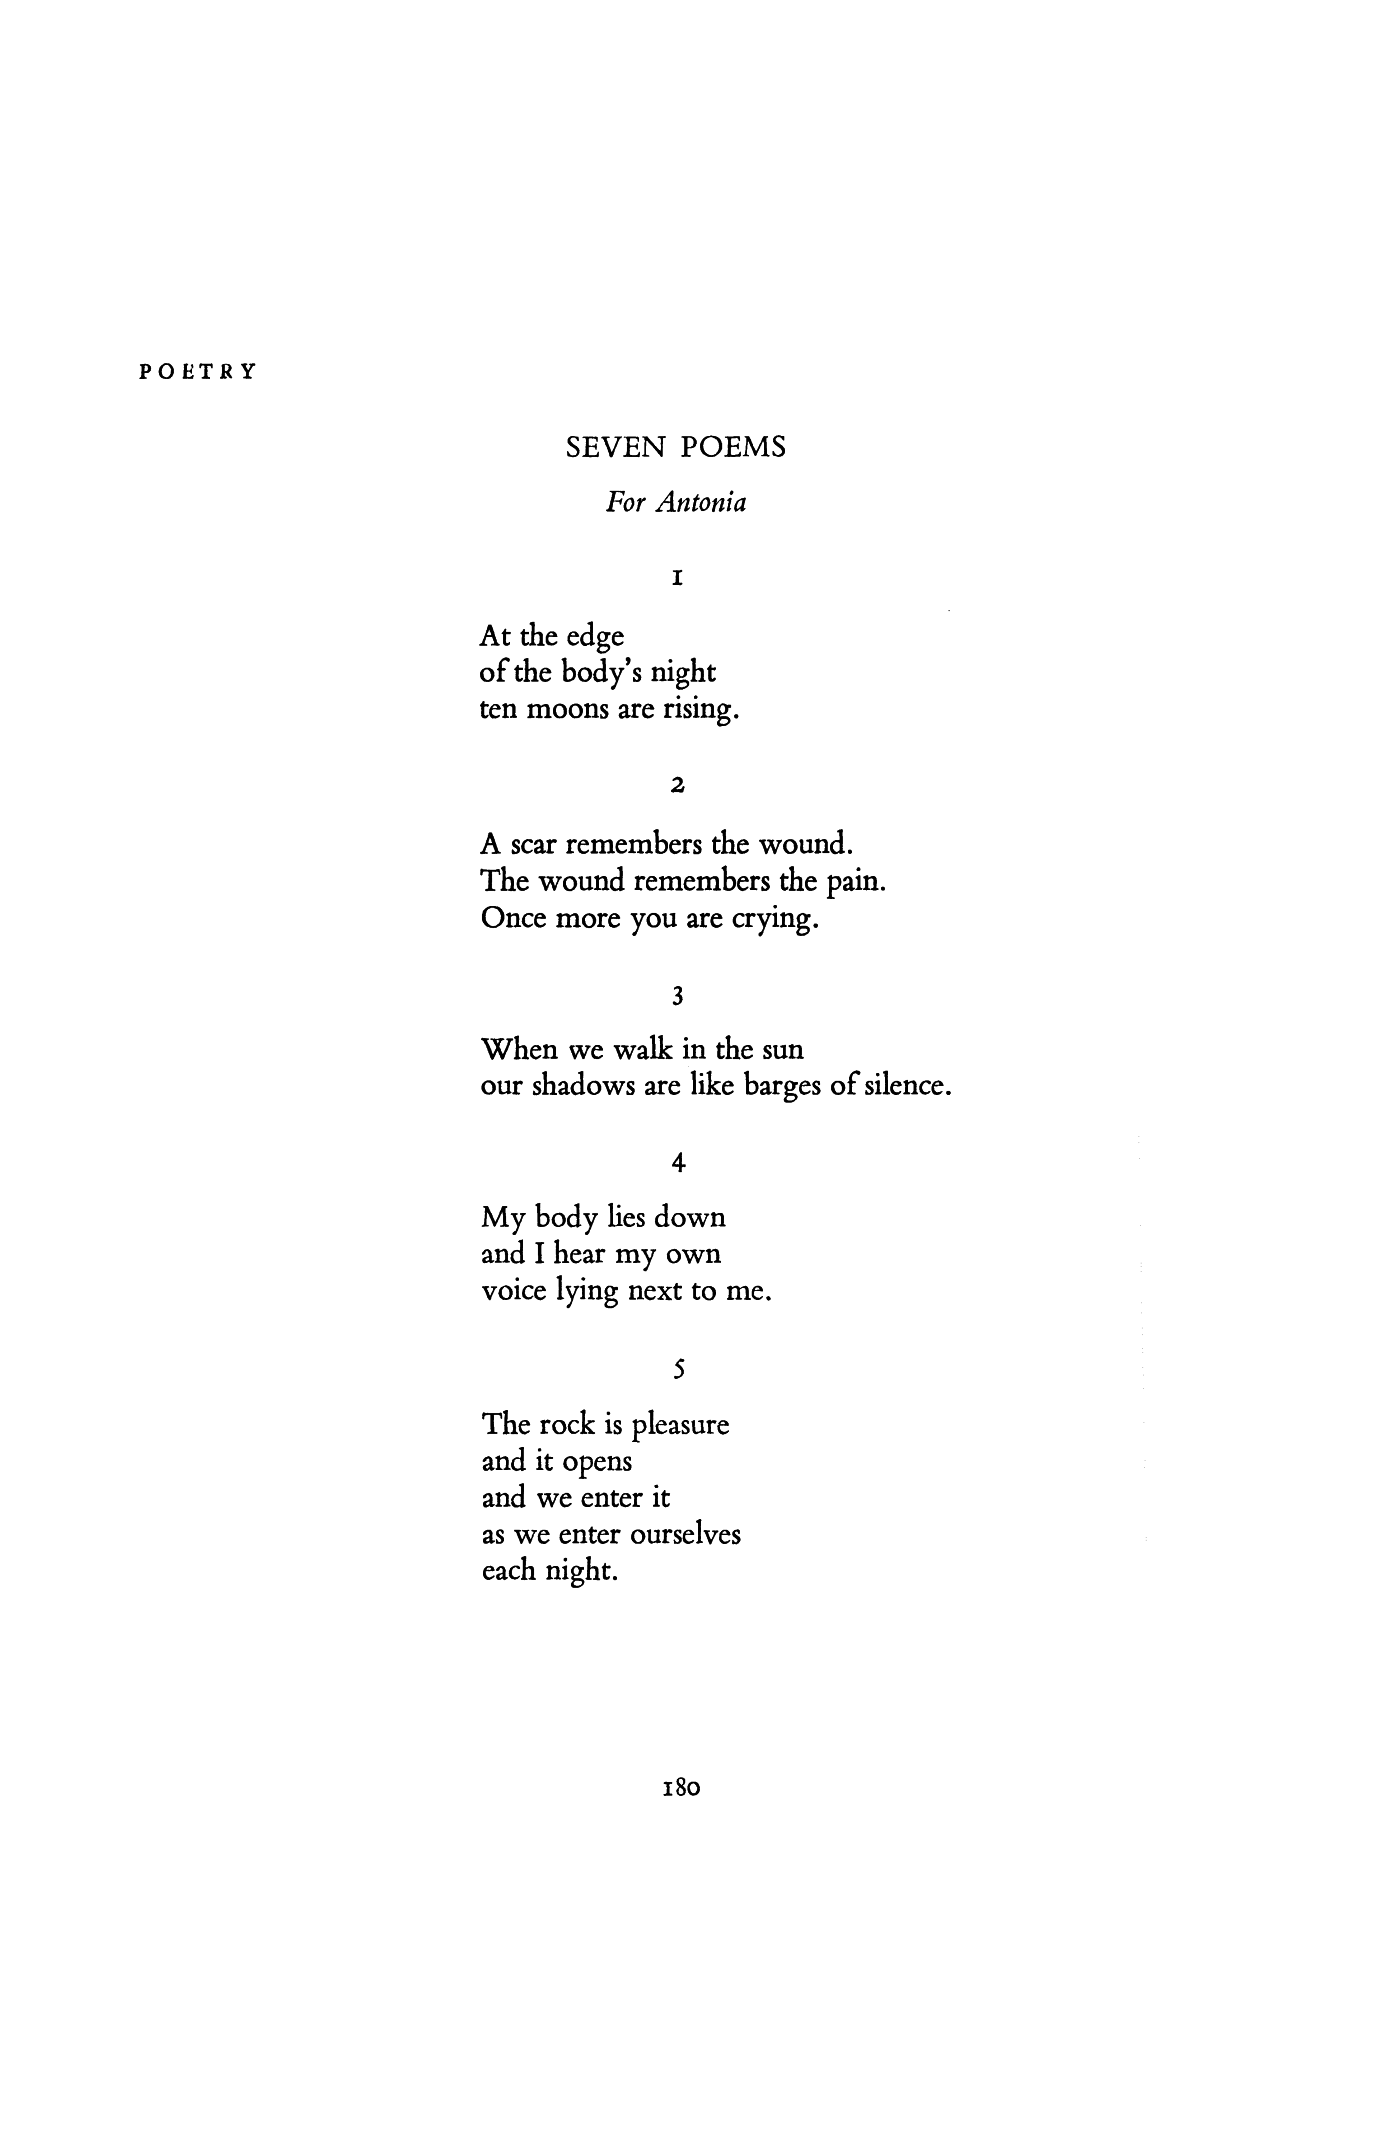 POETRY
SEVEN POEMS
For Antonia
1
At the edge
of the body's night
ten moons are rising.
2
A scar remembers the wound.
The wound remembers the pain.
Once more you are crying.
3
When we walk in the sun
our shadows are like barges of silence.
4
My body lies down
and I hear my own
voice lying next to me.
5
The rock is pleasure
and it opens
and we enter it
as we enter ourselves
each night.
180